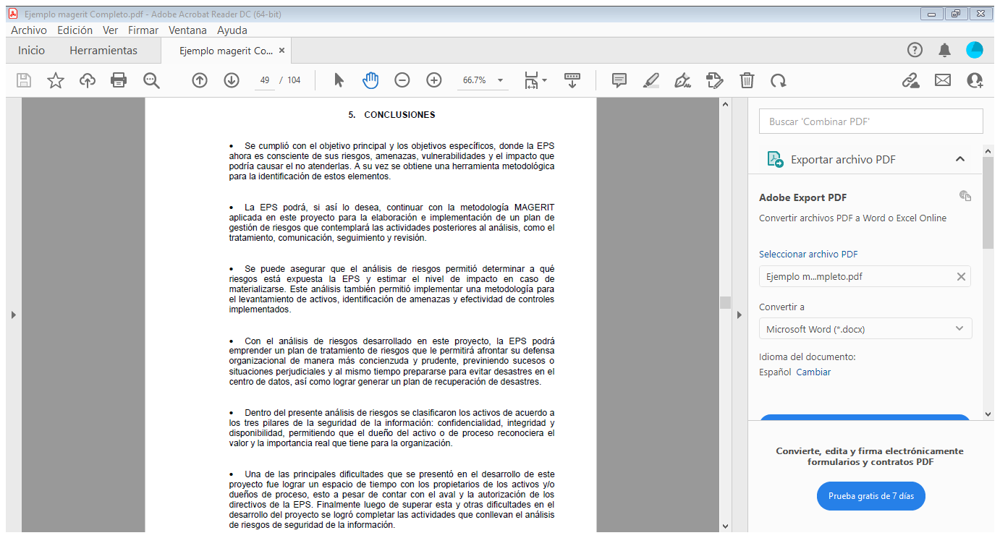 Ejemplo magerit Completo.pdf - Adobe Acrobat Reader DC (64-bit)
Archivo Edición Ver Firmar Ventana Ayuda
Inicio Herramientas Ejemplo magerit Co... ×
49 / 104 66.7%
5. CONCLUSIONES
• Se cumplió con el objetivo principal y los objetivos específicos, donde la EPS
ahora es consciente de sus riesgos, amenazas, vulnerabilidades y el impacto que
podría causar el no atenderlas. A su vez se obtiene una herramienta metodológica
para la identificación de estos elementos.
• La EPS podrá, si así lo desea, continuar con la metodología MAGERIT
aplicada en este proyecto para la elaboración e implementación de un plan de
gestión de riesgos que contemplará las actividades posteriores al análisis, como el
tratamiento, comunicación, seguimiento y revisión.
• Se puede asegurar que el análisis de riesgos permitió determinar a qué
riesgos está expuesta la EPS y estimar el nivel de impacto en caso de
materializarse. Este análisis también permitió implementar una metodología para
el levantamiento de activos, identificación de amenazas y efectividad de controles
implementados.
• Con el análisis de riesgos desarrollado en este proyecto, la EPS podrá
emprender un plan de tratamiento de riesgos que le permitirá afrontar su defensa
organizacional de manera más concienzuda y prudente, previniendo sucesos o
situaciones perjudiciales y al mismo tiempo prepararse para evitar desastres en el
centro de datos, así como lograr generar un plan de recuperación de desastres.
• Dentro del presente análisis de riesgos se clasificaron los activos de acuerdo a
los tres pilares de la seguridad de la información: confidencialidad, integridad y
disponibilidad, permitiendo que el dueño del activo o de proceso reconociera el
valor y la importancia real que tiene para la organización.
• Una de las principales dificultades que se presentó en el desarrollo de este
proyecto fue lograr un espacio de tiempo con los propietarios de los activos y/o
dueños de proceso, esto a pesar de contar con el aval y la autorización de los
directivos de la EPS. Finalmente luego de superar esta y otras dificultades en el
desarrollo del proyecto se logró completar las actividades que conllevan el análisis
de riesgos de seguridad de la información.
Buscar 'Combinar PDF'
Exportar archivo PDF
Adobe Export PDF
Convertir archivos PDF a Word o Excel Online
Seleccionar archivo PDF
Ejemplo m...mpleto.pdf
Convertir a
Microsoft Word (*.docx)
Idioma del documento:
Español Cambiar
Convierte, edita y firma electrónicamente
formularios y contratos PDF
Prueba gratis de 7 días